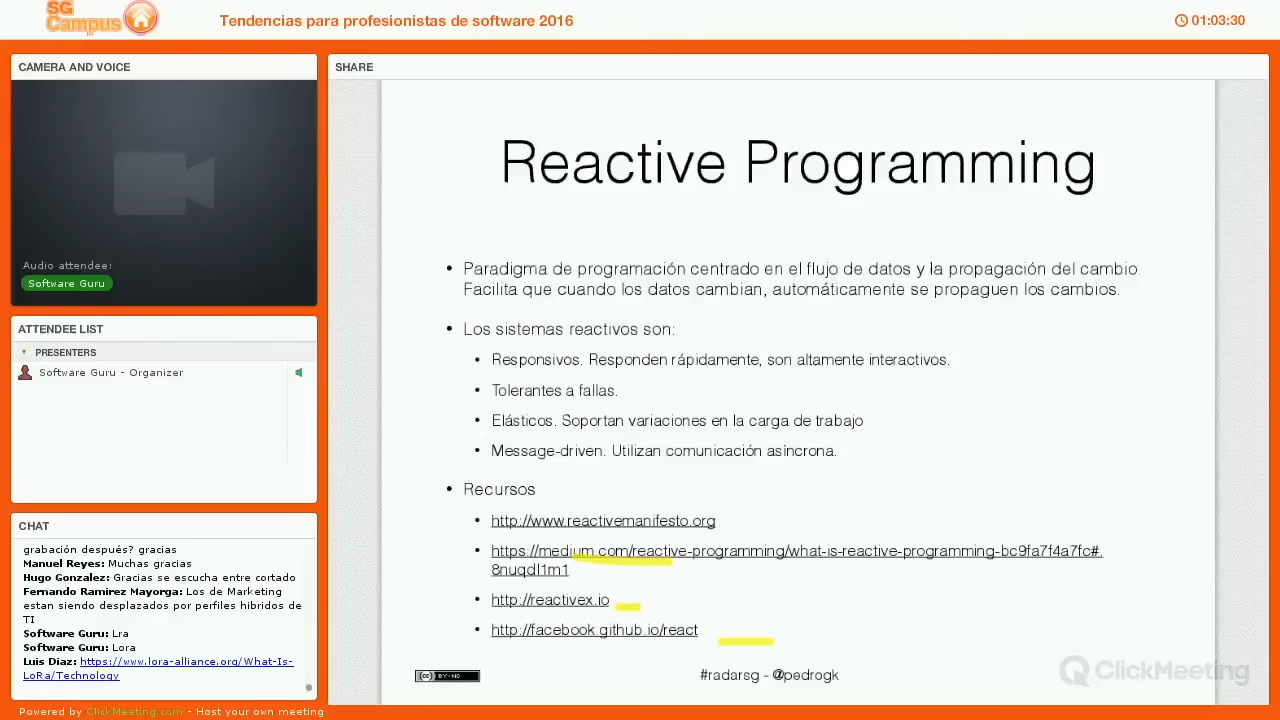 SG
Campus
Tendencias para profesionistas de software 2016
01:03:30
CAMERA AND VOICE
Audio attendee:
Software Guru
ATTENDEE LIST
PRESENTERS
Software Guru - Organizer
CHAT
grabación después? gracias
Manuel Reyes: Muchas gracias
Hugo Gonzalez: Gracias se escucha entre cortado
Fernando Ramirez Mayorga: Los de Marketing
estan siendo desplazados por perfiles hibridos de
TI
Software Guru: Lra
Software Guru: Lora
Luis Diaz: https://www.lora-alliance.org/What-Is-
LoRa/Technology
SHARE
Reactive Programming
• Paradigma de programación centrado en el flujo de datos y la propagación del cambio.
Facilita que cuando los datos cambian, automáticamente se propaguen los cambios.
• Los sistemas reactivos son:
• Responsivos. Responden rápidamente, son altamente interactivos.
• Tolerantes a fallas.
• Elásticos. Soportan variaciones en la carga de trabajo
• Message-driven. Utilizan comunicación asíncrona.
• Recursos
• http://www.reactivemanifesto.org
• https://medium.com/reactive-programming/what-is-reactive-programming-bc9fa7f4a7fc#.
8nuqdl1m1
• http://reactivex.io
• http://facebook.github.io/react
cc BY-ND
#radarsg - @pedrogk
ClickMeeting
Powered by ClickMeeting.com - Host your own meeting